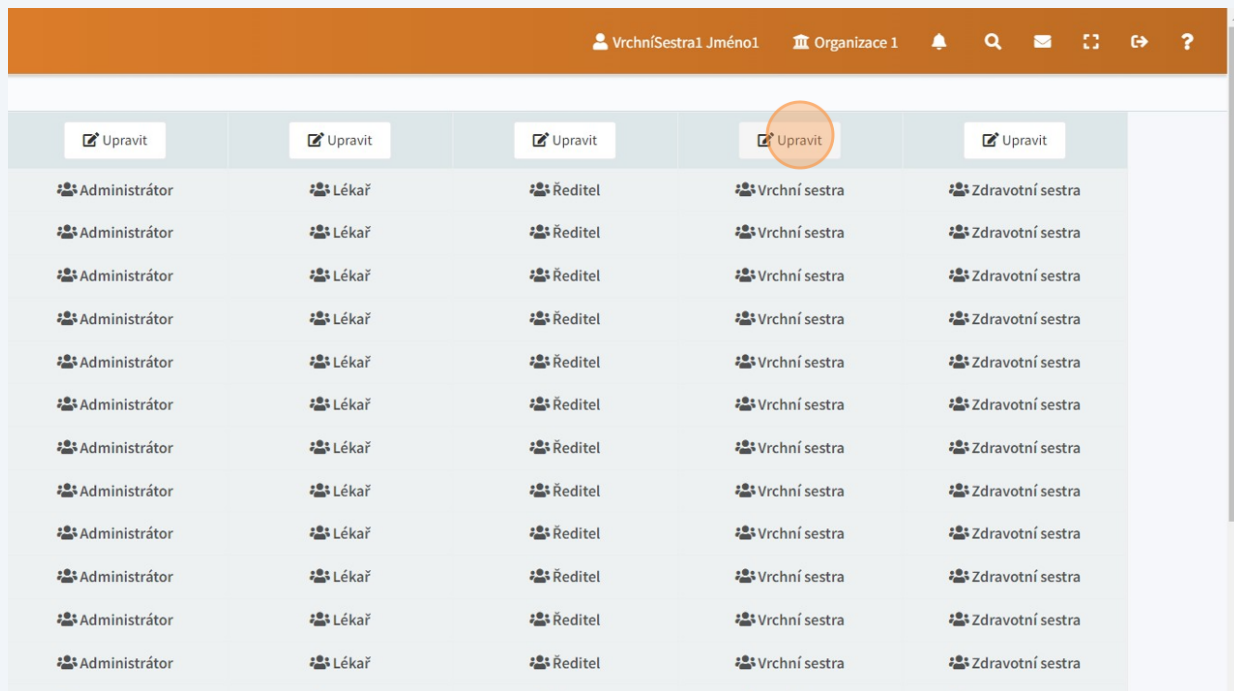 VrchníSestra1 Jméno1 Organizace 1
Upravit Upravit Upravit Upravit Upravit
Administrátor Lékař Ředitel Vrchní sestra Zdravotní sestra
Administrátor Lékař Ředitel Vrchní sestra Zdravotní sestra
Administrátor Lékař Ředitel Vrchní sestra Zdravotní sestra
Administrátor Lékař Ředitel Vrchní sestra Zdravotní sestra
Administrátor Lékař Ředitel Vrchní sestra Zdravotní sestra
Administrátor Lékař Ředitel Vrchní sestra Zdravotní sestra
Administrátor Lékař Ředitel Vrchní sestra Zdravotní sestra
Administrátor Lékař Ředitel Vrchní sestra Zdravotní sestra
Administrátor Lékař Ředitel Vrchní sestra Zdravotní sestra
Administrátor Lékař Ředitel Vrchní sestra Zdravotní sestra
Administrátor Lékař Ředitel Vrchní sestra Zdravotní sestra
Administrátor Lékař Ředitel Vrchní sestra Zdravotní sestra